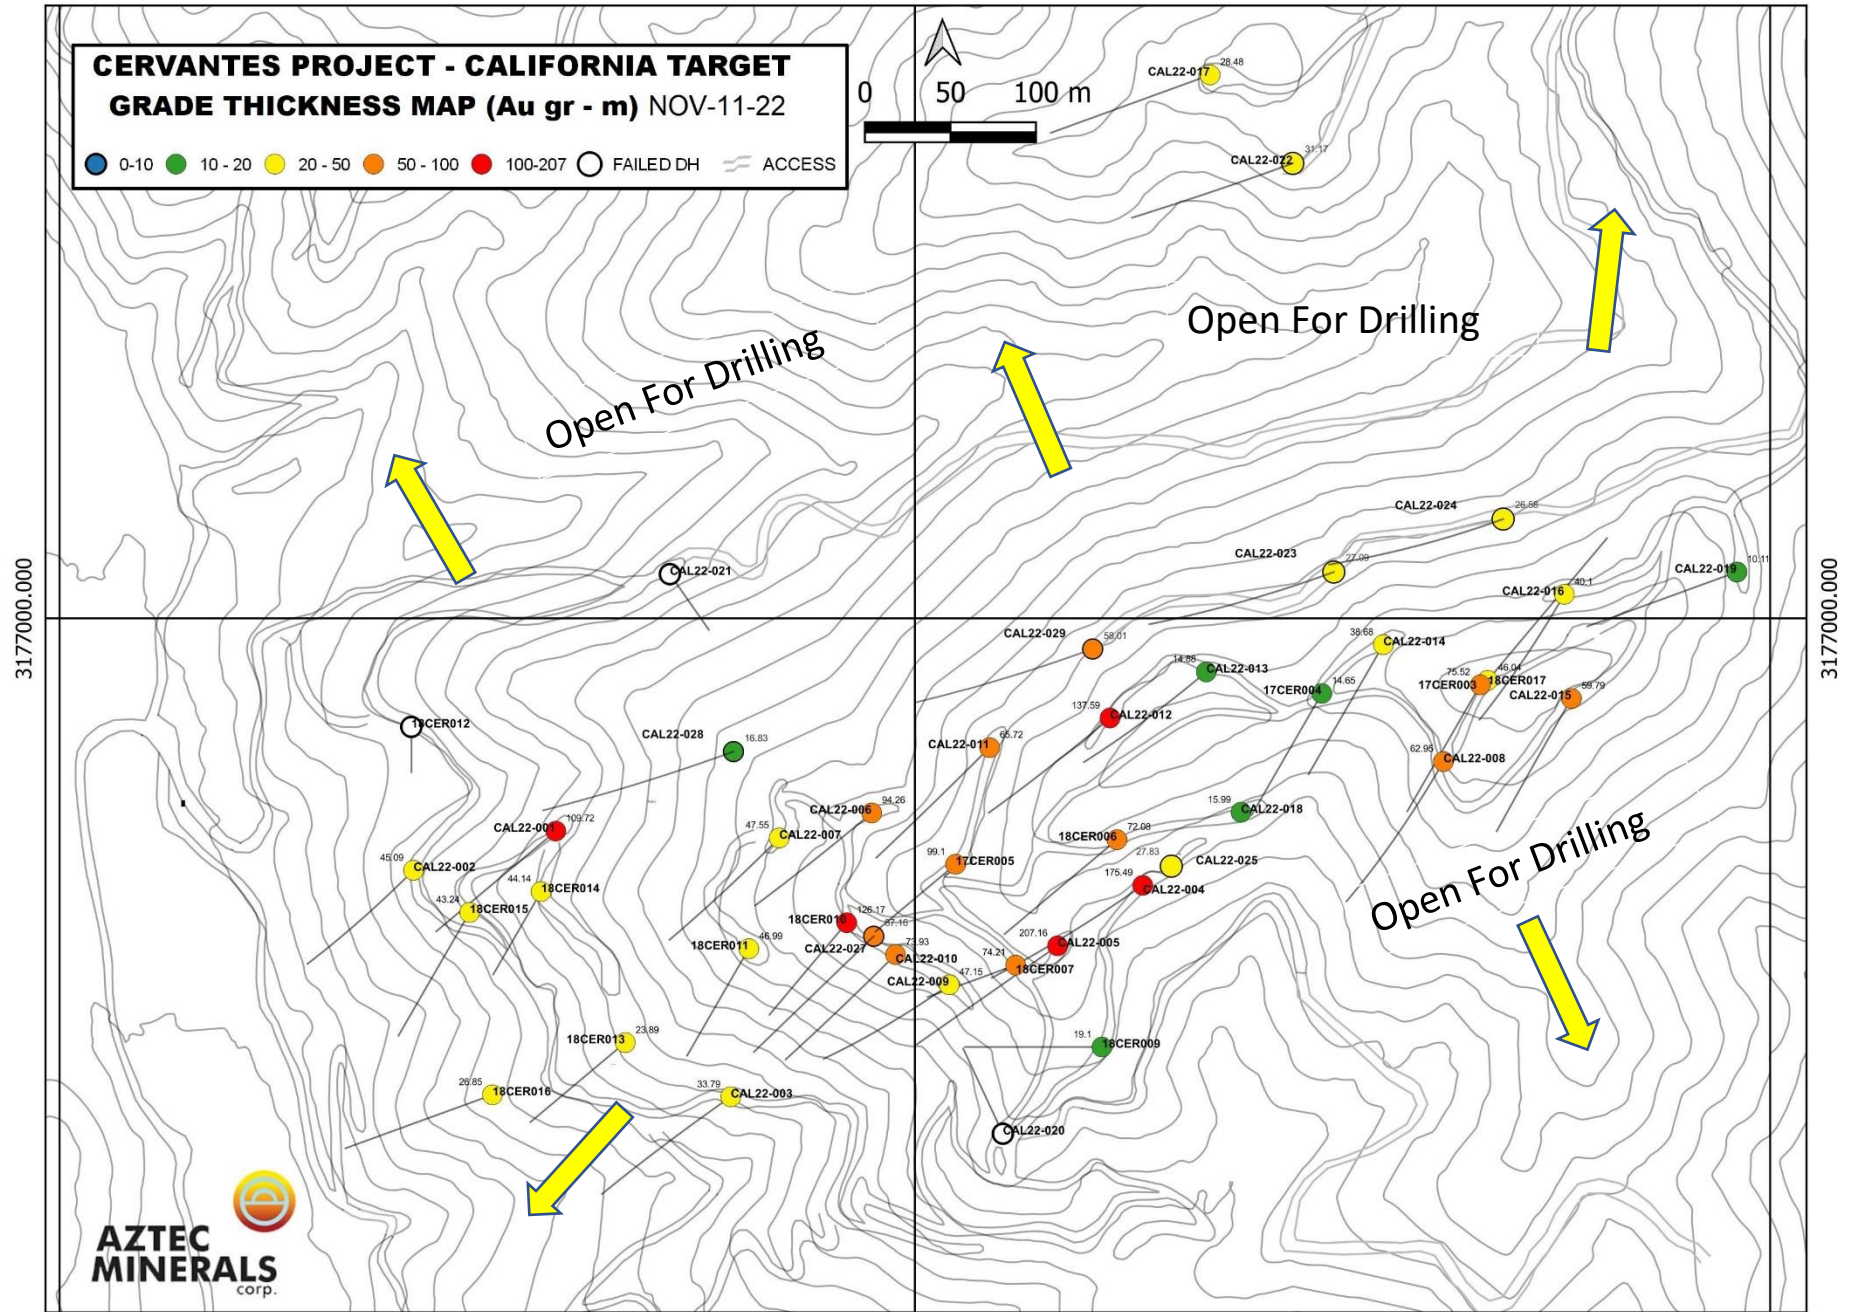 CERVANTES PROJECT - CALIFORNIA TARGET
GRADE THICKNESS MAP (Au gr - m) NOV-11-22
0-10
10 - 20
20 - 50
50 - 100
100-207
FAILED DH
ACCESS
0 50 100 m
CAL22-017 28.48
CAL22-022 31.17
Open For Drilling
Open For Drilling
CAL22-024 26.58
CAL22-023 27.09
CAL22-021
CAL22-019 10.11
CAL22-016 40.1
3177000.000
3177000.000
CAL22-029 58.01
38.68 CAL22-014
14.88 CAL22-013
17CER004 14.65
75.52 17CER003
46.04 18CER017
CAL22-015 59.79
137.59 CAL22-012
18CER012
CAL22-028 16.83
CAL22-011 65.72
62.95 CAL22-008
CAL22-006 94.26
15.99 CAL22-018
CAL22-001 109.72
47.55 CAL22-007
18CER006 72.08
Open For Drilling
45.09 CAL22-002
99.1 17CER005
27.83 CAL22-025
44.14 18CER014
175.49 CAL22-004
43.24 18CER015
18CER010 126.17
CAL22-027 87.16
18CER011 46.99
73.93 CAL22-010
207.16 CAL22-005
74.21 18CER007
CAL22-009 47.15
18CER013 23.89
19.1 18CER009
26.85 18CER016
33.79 CAL22-003
CAL22-020
AZTEC
MINERALS
corp.